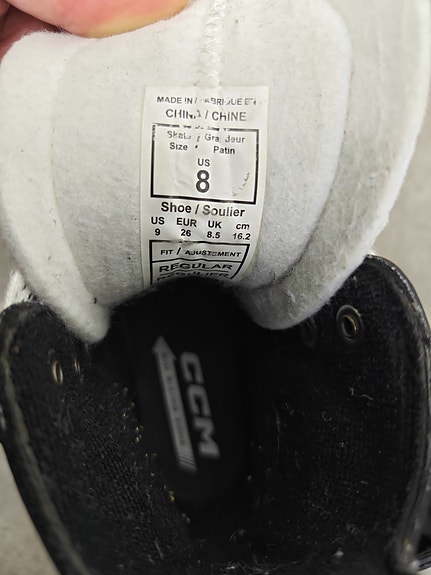 MADE IN / FABRIQUÉ EN
CHINA / CHINE
Skate / Grandeur
Size / Patin
US
8
Shoe / Soulier
US EUR UK cm
9 26 8.5 16.2
FIT / AJUSTEMENT
REGULAR
RÉGULIER
CCM